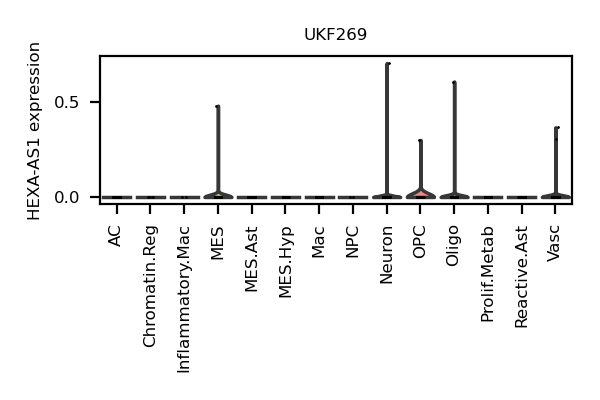 UKF269
HEXA-AS1 expression
0.5
0.0
AC
Chromatin.Reg
Inflammatory.Mac
MES
MES.Ast
MES.Hyp
Mac
NPC
Neuron
OPC
Oligo
Prolif.Metab
Reactive.Ast
Vasc